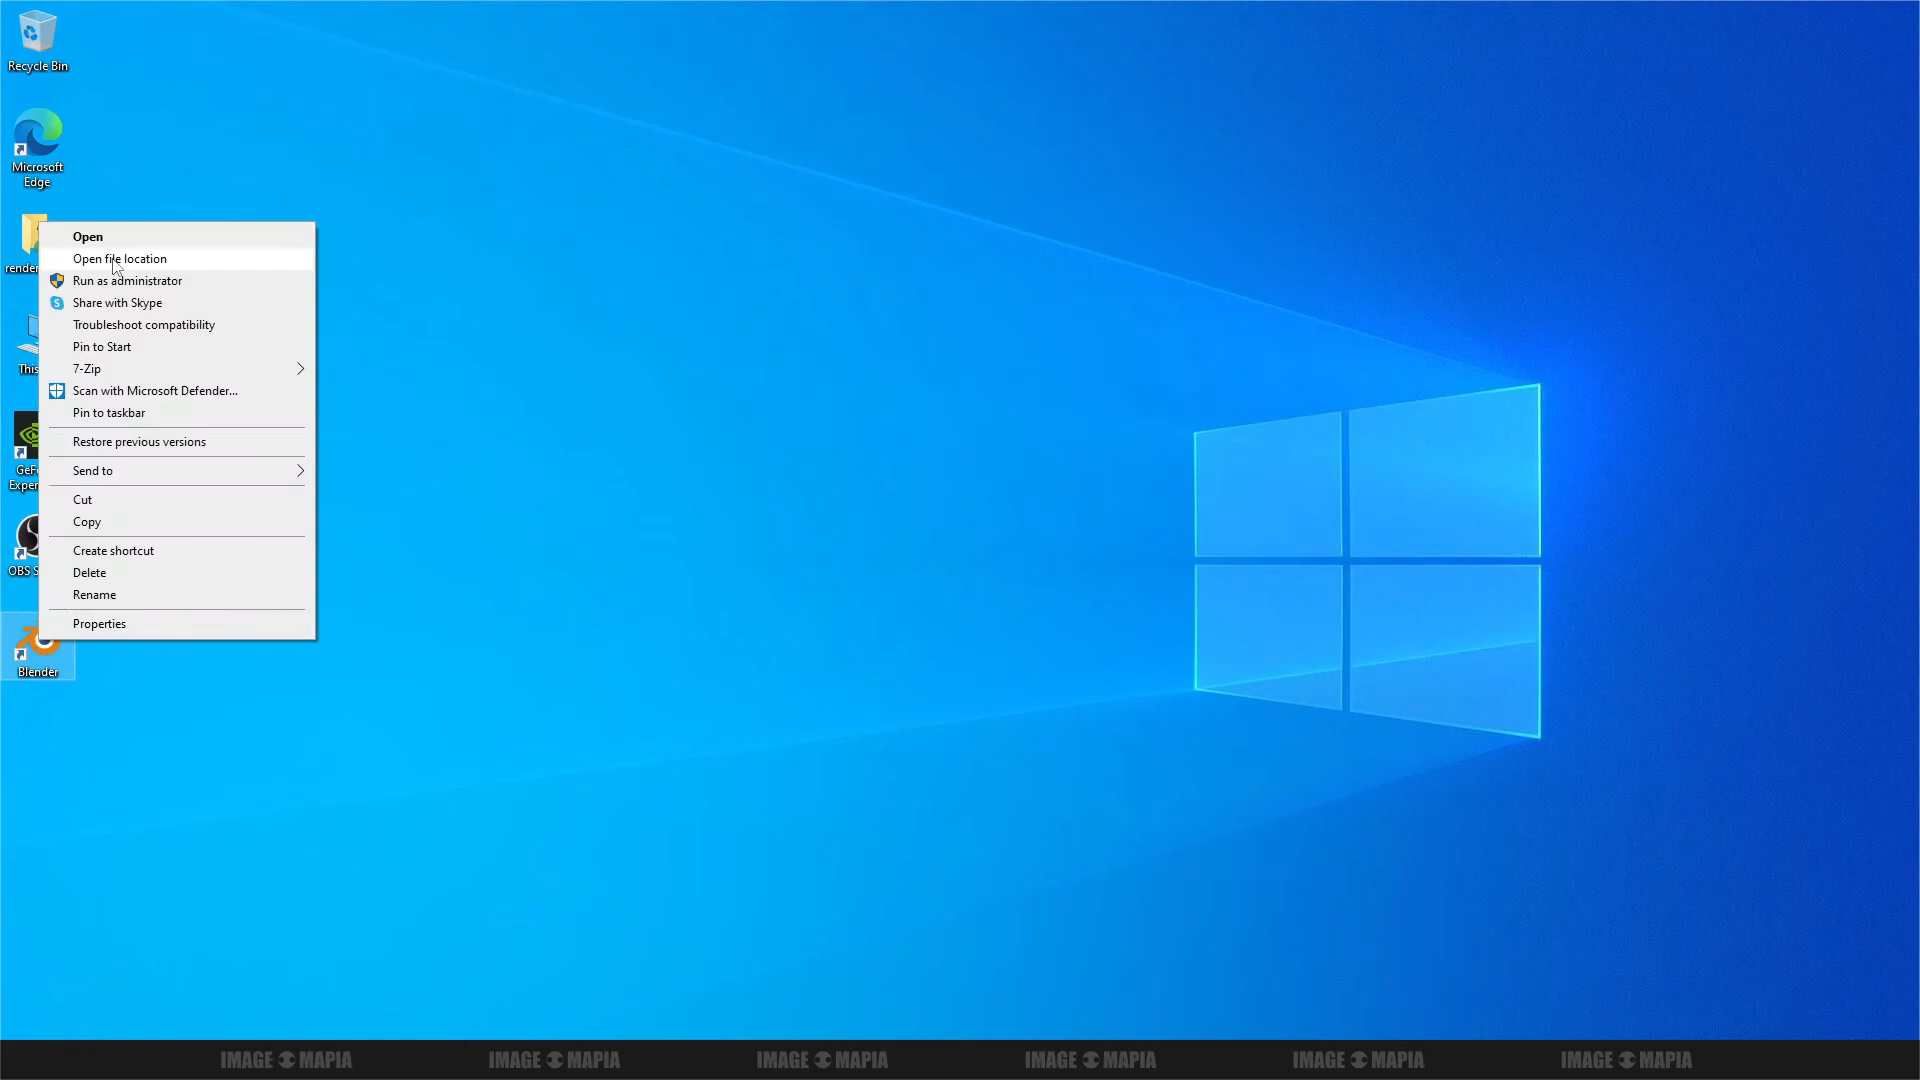 Recycle Bin
Microsoft
Edge
Open
Open file location
Run as administrator
Share with Skype
Troubleshoot compatibility
Pin to Start
7-Zip
Scan with Microsoft Defender...
Pin to taskbar
Restore previous versions
Send to
Cut
Copy
Create shortcut
Delete
Rename
Properties
render
This
GeF
Exper
OBS S
Blender
IMAGE MAPIA IMAGE MAPIA IMAGE MAPIA IMAGE MAPIA IMAGE MAPIA IMAGE MAPIA